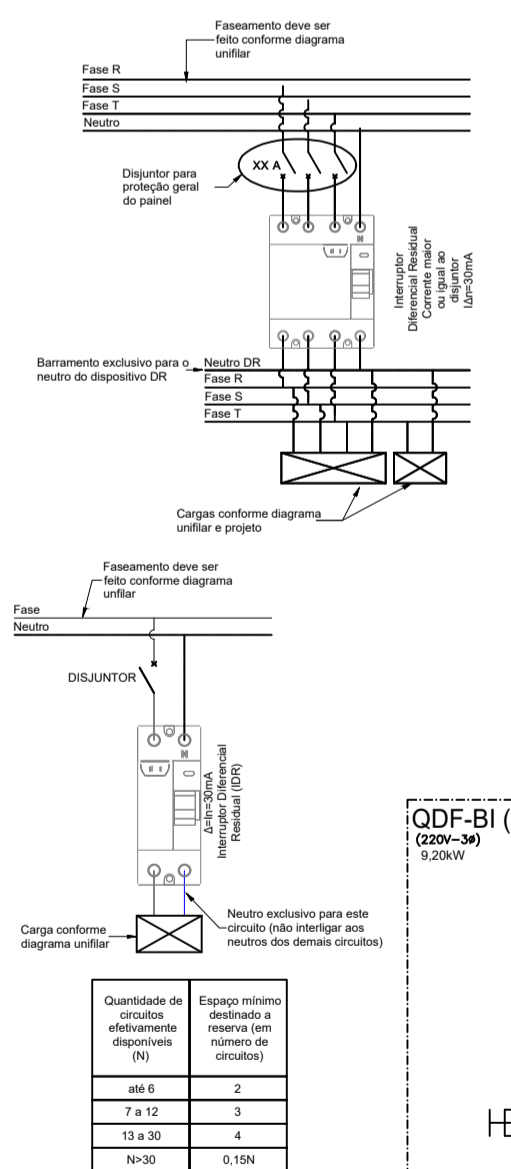 Faseamento deve ser
feito conforme diagrama
unifilar
Fase R
Fase S
Fase T
Neutro
XX A
Disjuntor para
proteção geral
do painel
N
Interruptor
Diferencial Residual
Corrente maior
ou igual ao
disjuntor
IΔn=30mA
Barramento exclusivo para o
neutro do dispositivo DR
Neutro DR
Fase R
Fase S
Fase T
Cargas conforme diagrama
unifilar e projeto
Faseamento deve ser
feito conforme diagrama
unfilar
Fase
Neutro
DISJUNTOR
N
Δ=In=30mA
Interruptor Diferencial
Residual (IDR)
Carga conforme
diagrama unifilar
Neutro exclusivo para este
circuito (não interligar aos
neutros dos demais circuitos)
QDF-BI (
(220V-3ø)
9,20kW
Quantidade de
circuitos
efetivamente
disponíveis
(N)
Espaço mínimo
destinado a
reserva (em
número de
circuitos)
até 6
2
7 a 12
3
13 a 30
4
N>30
0,15N